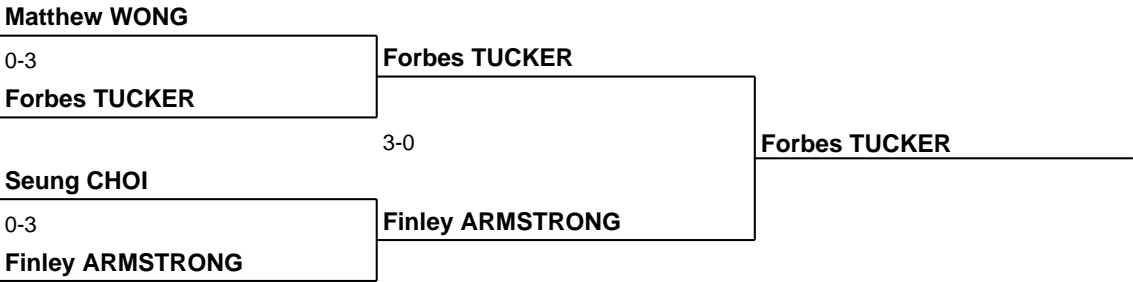 Matthew WONG
0-3
Forbes TUCKER
Forbes TUCKER
3-0
Forbes TUCKER
Seung CHOI
0-3
Finley ARMSTRONG
Finley ARMSTRONG